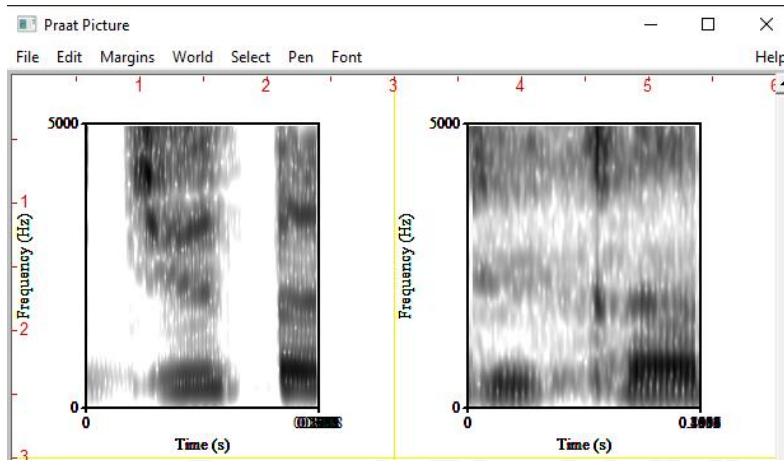 Praat Picture
File Edit Margins World Select Pen Font Help
1 2 3 4 5 6
5000 5000
1
Frequency (Hz) Frequency (Hz)
2
0 0
0 0
Time (s) Time (s)
3